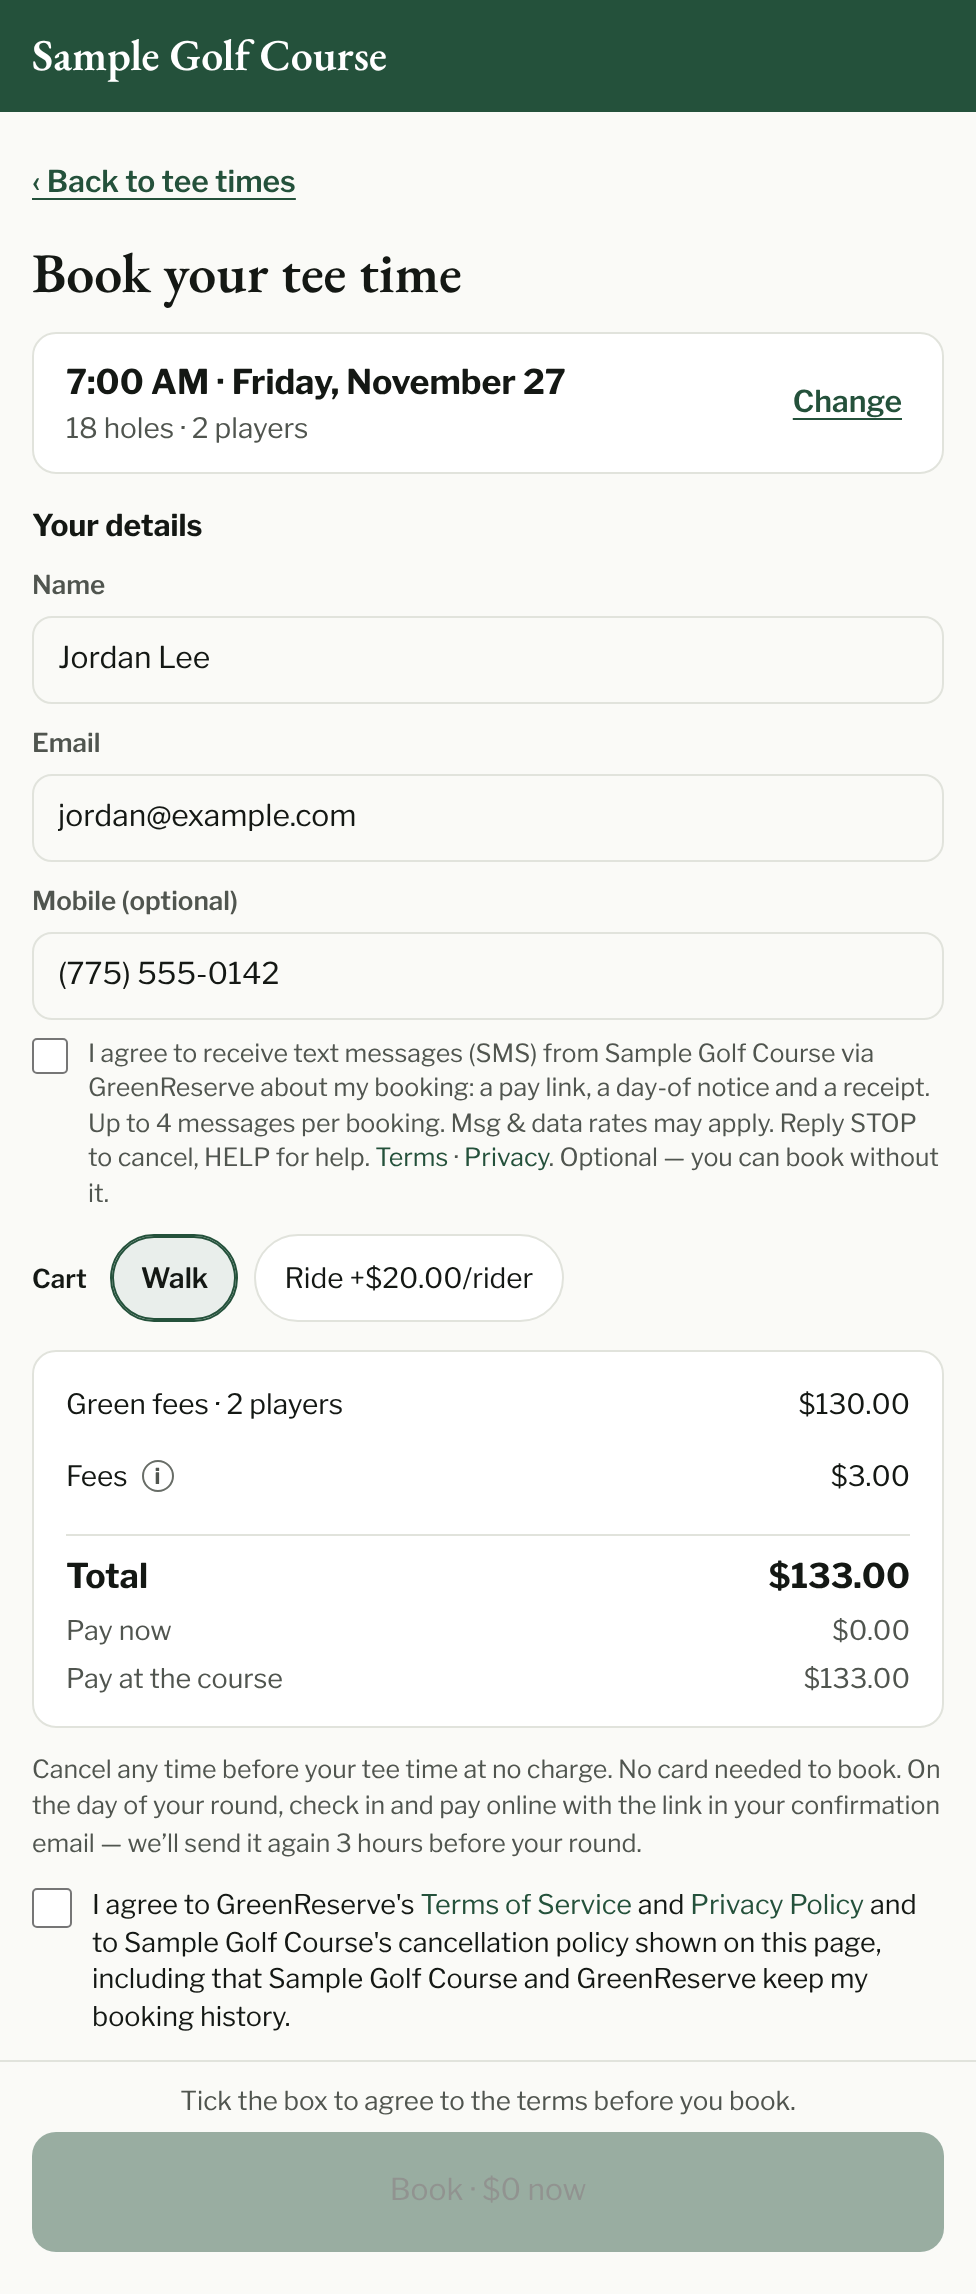 Sample Golf Course
‹ Back to tee times
Book your tee time
7:00 AM · Friday, November 27
18 holes · 2 players
Change
Your details
Name
Jordan Lee
Email
jordan@example.com
Mobile (optional)
(775) 555-0142
I agree to receive text messages (SMS) from Sample Golf Course via
GreenReserve about my booking: a pay link, a day-of notice and a receipt.
Up to 4 messages per booking. Msg & data rates may apply. Reply STOP
to cancel, HELP for help. Terms · Privacy. Optional — you can book without
it.
Cart Walk Ride +$20.00/rider
Green fees · 2 players $130.00
Fees i $3.00
Total $133.00
Pay now $0.00
Pay at the course $133.00
Cancel any time before your tee time at no charge. No card needed to book. On
the day of your round, check in and pay online with the link in your confirmation
email — we’ll send it again 3 hours before your round.
I agree to GreenReserve's Terms of Service and Privacy Policy and
to Sample Golf Course's cancellation policy shown on this page,
including that Sample Golf Course and GreenReserve keep my
booking history.
Tick the box to agree to the terms before you book.
Book · $0 now